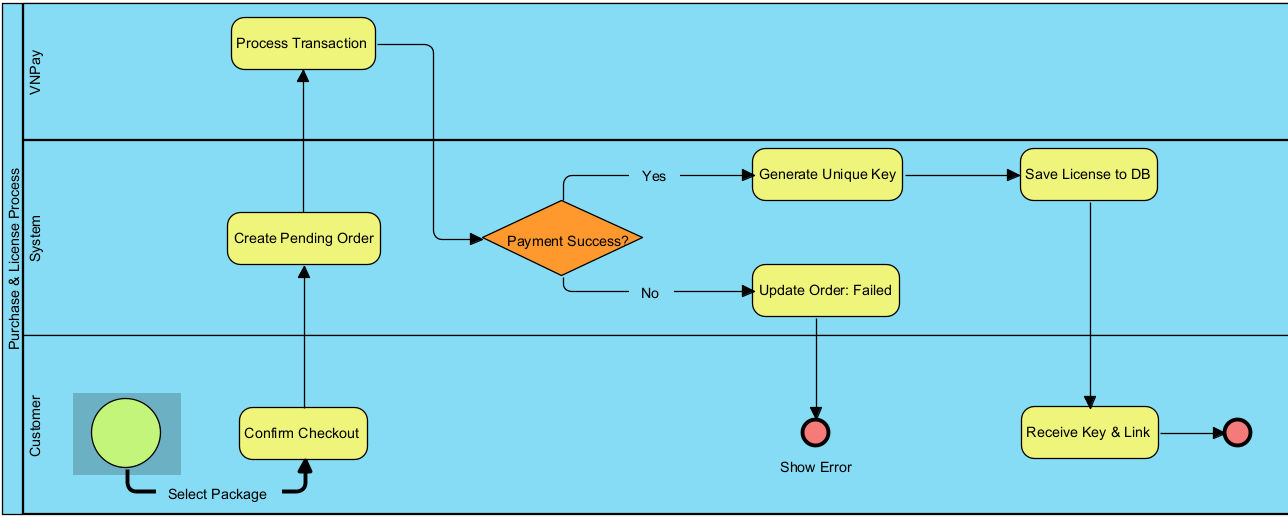 Purchase & License Process
VNPay
Process Transaction
System
Create Pending Order
Payment Success?
Yes
Generate Unique Key
Save License to DB
No
Update Order: Failed
Customer
Select Package
Confirm Checkout
Show Error
Receive Key & Link